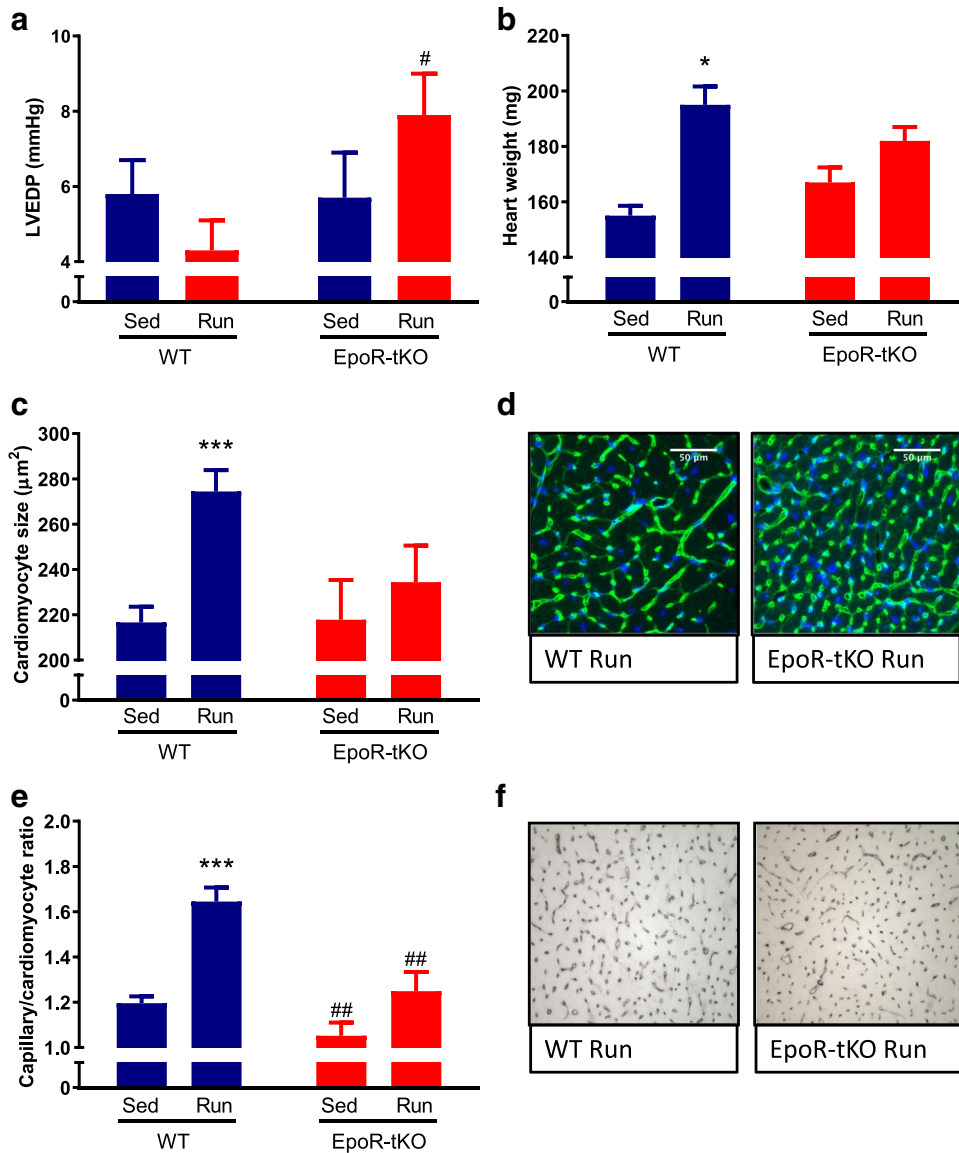 a
LVEDP (mmHg)
10
8
6
4
0
#
Sed Run Sed Run
WT EpoR-tKO
b
Heart weight (mg)
220
200
180
160
140
0
*
Sed Run Sed Run
WT EpoR-tKO
c
Cardiomyocyte size (μm²)
300
280
260
240
220
200
0
***
Sed Run Sed Run
WT EpoR-tKO
d
50 μm
50 μm
WT Run
EpoR-tKO Run
e
Capillary/cardiomyocyte ratio
2.0
1.8
1.6
1.4
1.2
1.0
0
***
##
##
Sed Run Sed Run
WT EpoR-tKO
f
WT Run
EpoR-tKO Run